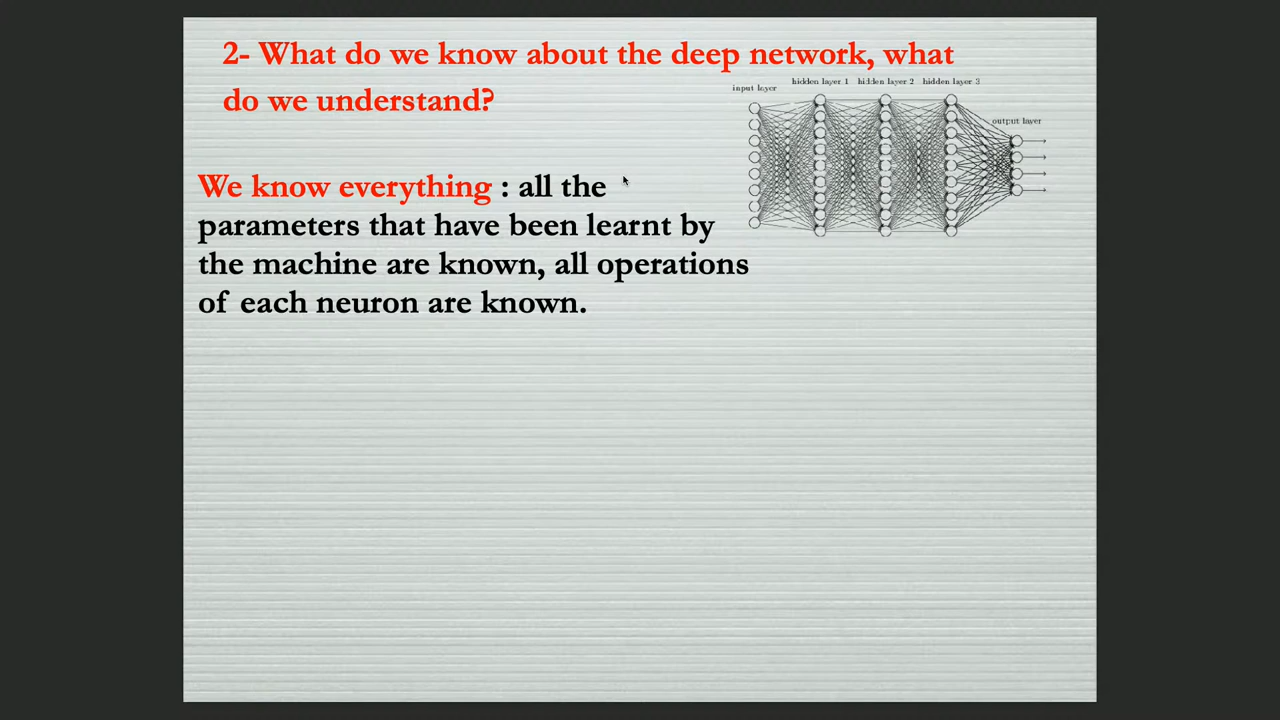 2- What do we know about the deep network, what
do we understand?
input layer
hidden layer 1
hidden layer 2
hidden layer 3
output layer
We know everything : all the
parameters that have been learnt by
the machine are known, all operations
of each neuron are known.